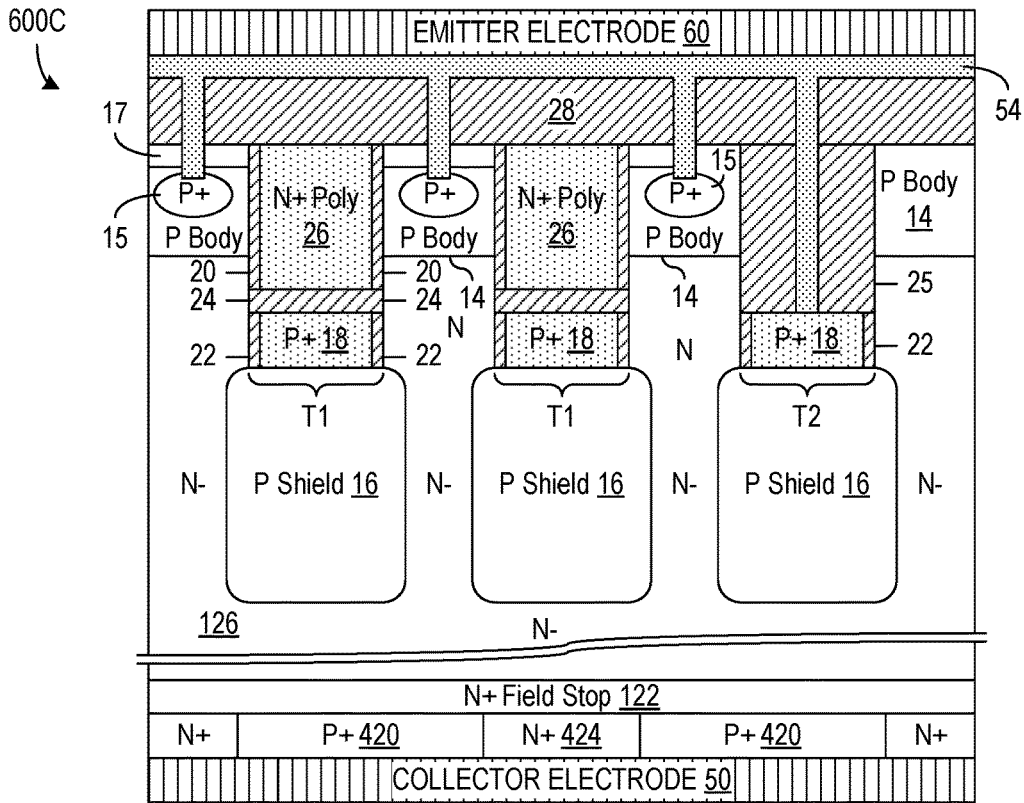 600C
EMITTER ELECTRODE 60
54
28
17
15
P+
N+ Poly
26
P+
N+ Poly
26
P+
15
P Body
14
15
P Body
P Body
P Body
20
20
14
14
25
24
24
N
N
22
P+ 18
22
P+ 18
P+ 18
22
T1
T1
T2
N-
P Shield 16
N-
P Shield 16
N-
P Shield 16
N-
126
N-
N+ Field Stop 122
N+
P+ 420
N+ 424
P+ 420
N+
COLLECTOR ELECTRODE 50